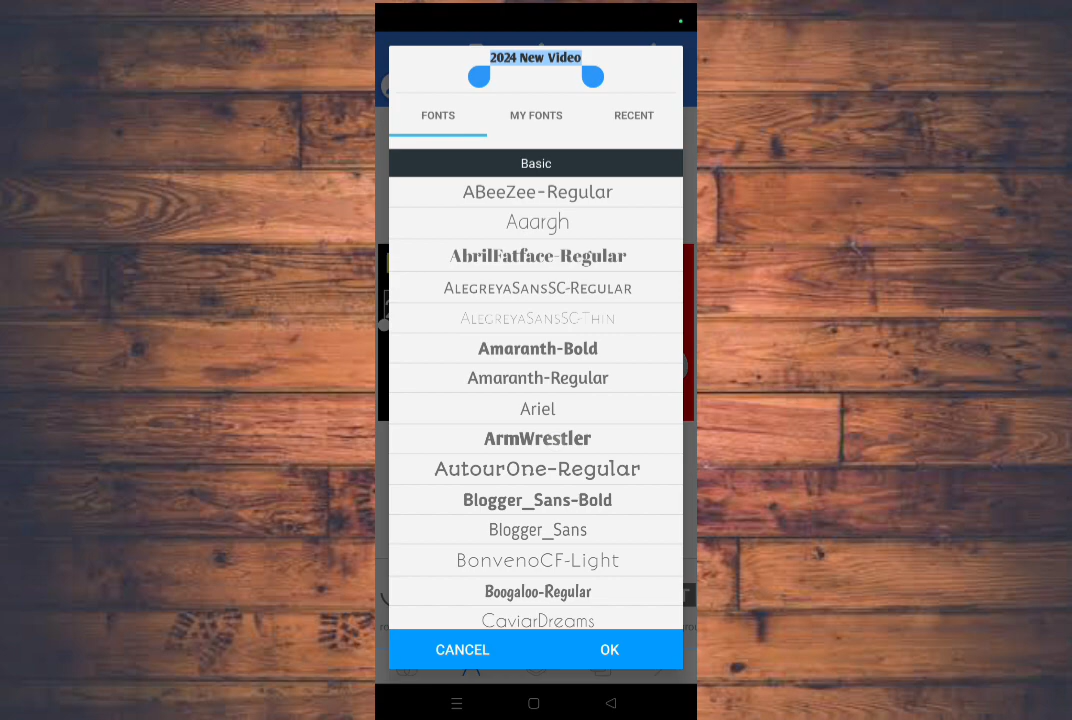 2024 New Video
FONTS
MY FONTS
RECENT
Basic
ABeeZee-Regular
Aaargh
AbrilFatface-Regular
AlegreyaSansSC-Regular
AlegreyaSansSC-Thin
Amaranth-Bold
Amaranth-Regular
Ariel
ArmWrestler
AutourOne-Regular
Blogger_Sans-Bold
Blogger_Sans
BonvenoCF-Light
Boogaloo-Regular
CaviarDreams
CANCEL
OK